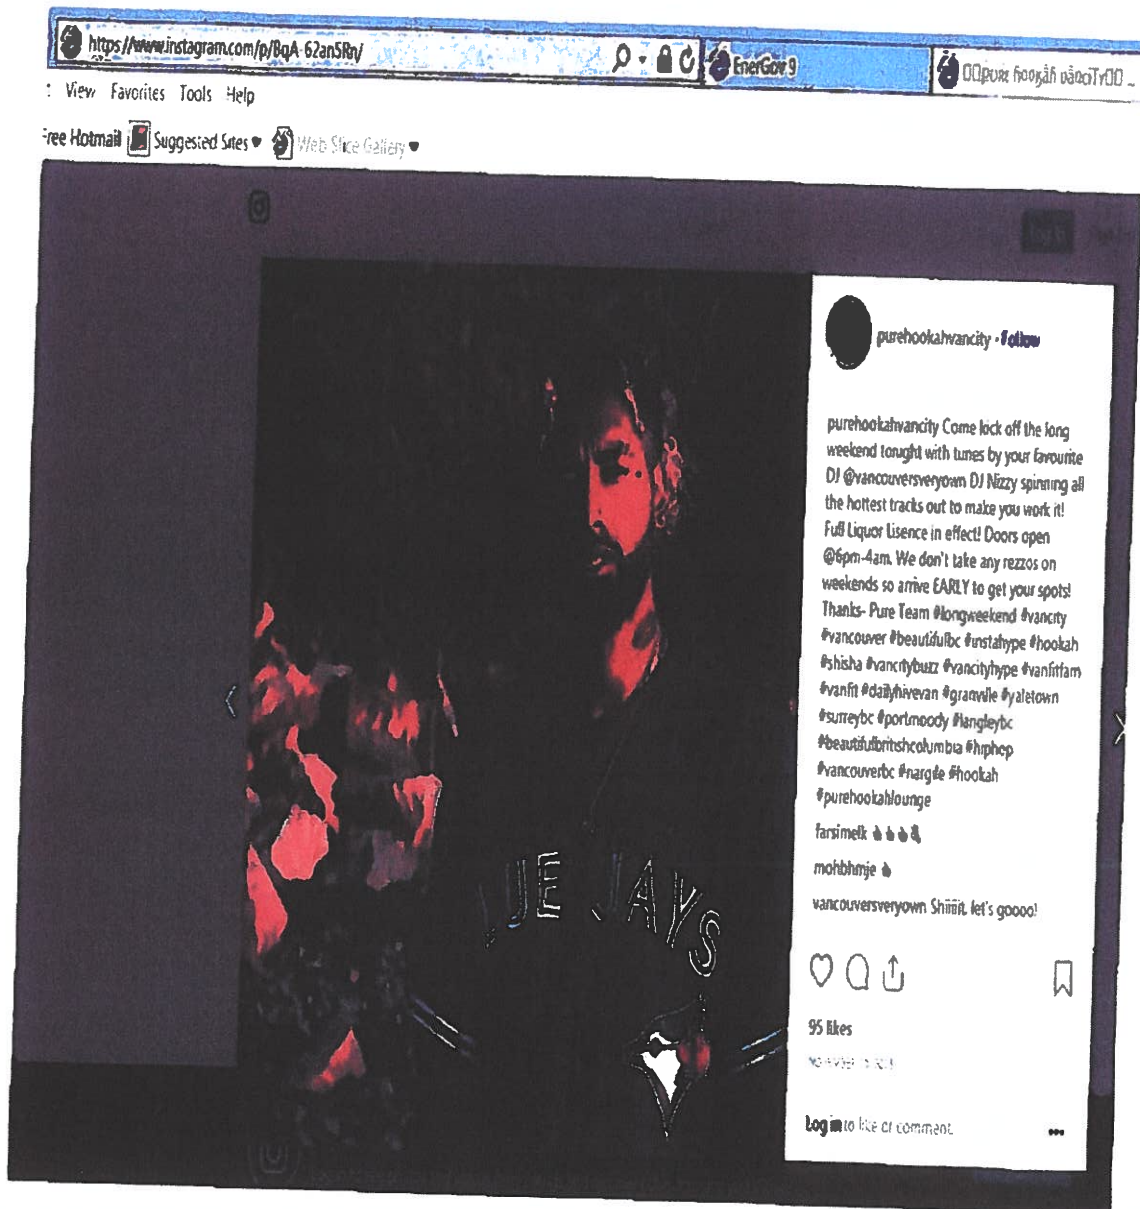 https://www.instagram.com/p/BqA-62an5Rn/
EnerGov 9
View Favorites Tools Help
Free Hotmail Suggested Sites Web Slice Gallery
purehookahvancity • Follow
purehookahvancity Come kick off the long
weekend tonight with tunes by your favourite
DJ @vancouversveryown DJ Nizzy spinning all
the hottest tracks out to make you work it!
Full Liquor Lisence in effect! Doors open
@6pm-4am. We don't take any rezzos on
weekends so arrive EARLY to get your spots!
Thanks- Pure Team #longweekend #vancity
#vancouver #beautifulbc #instahype #hookah
#shisha #vancitybuzz #vancityhype #vanfitfam
#vanfit #dailyhivevan #granville #yaletown
#surreybc #portmoody #langleybc
#beautifulbritishcolumbia #hiphop
#vancouverbc #nargile #hookah
#purehookahlounge
farsimelk
mohbhmje
vancouversveryown Shiiiiit, let's goooo!
UE JAYS
95 likes
Log in to like or comment.